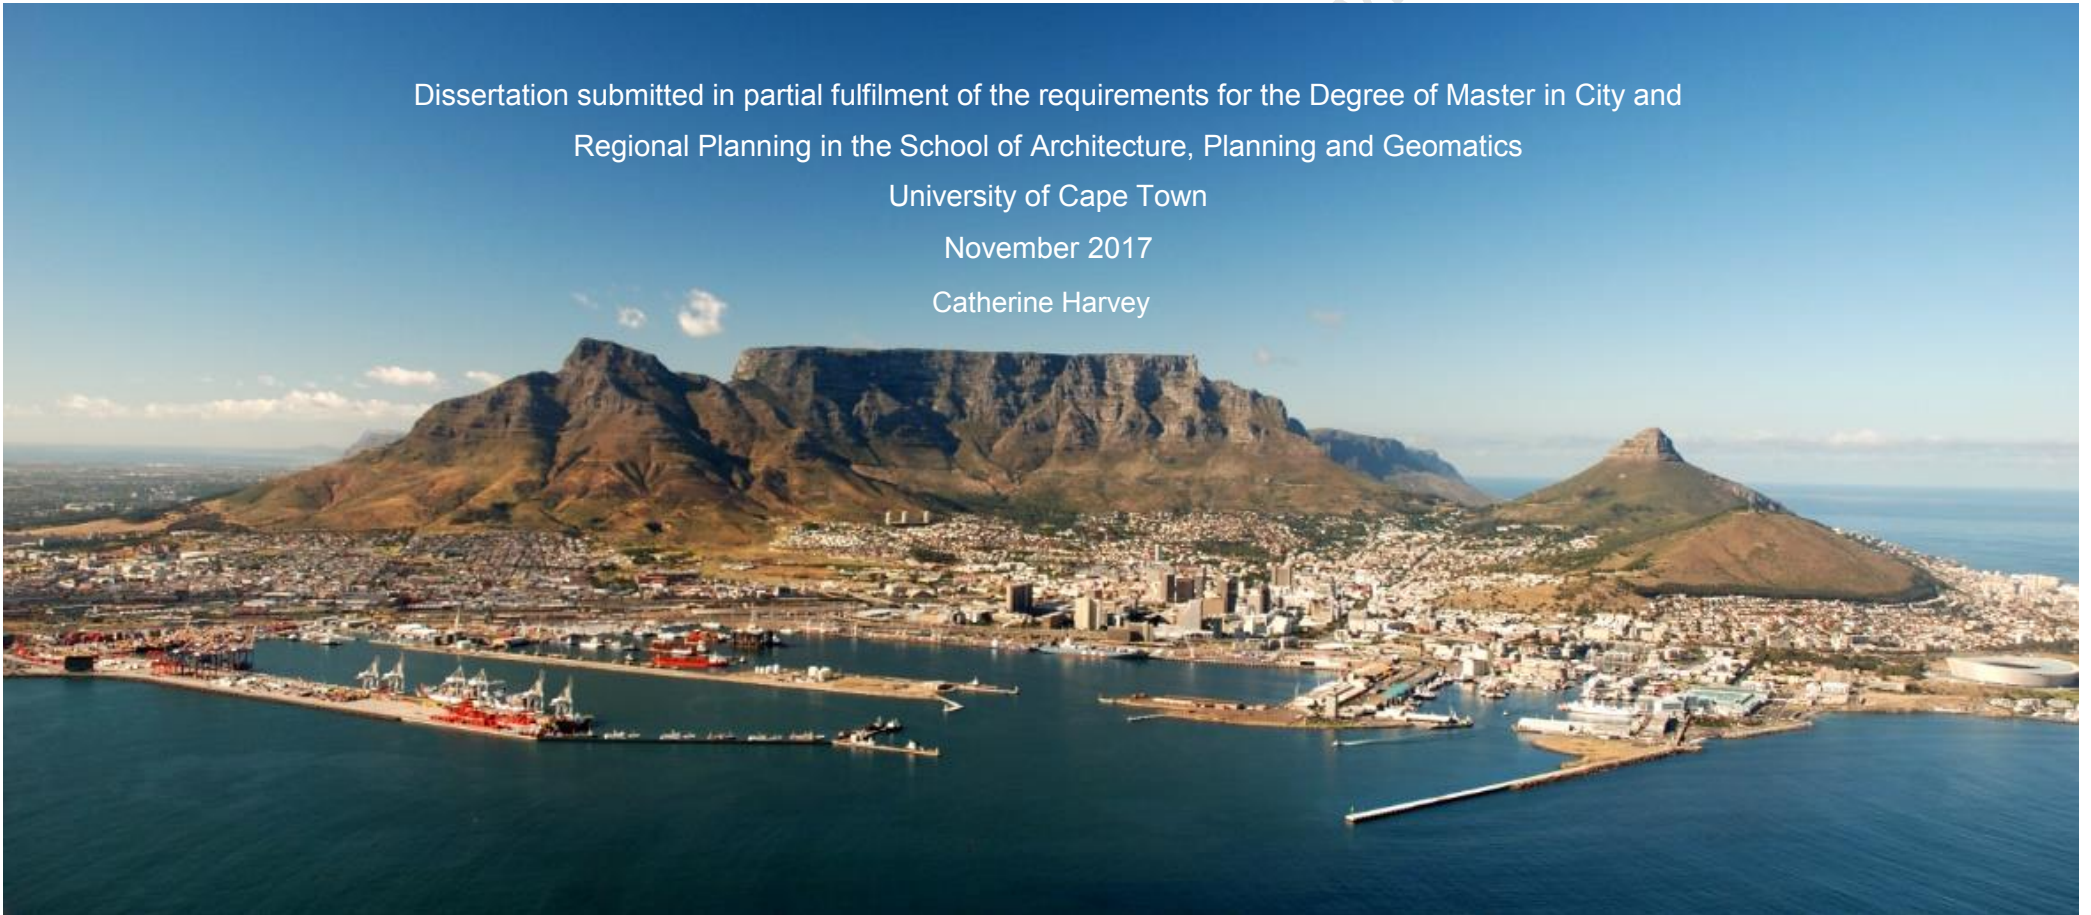 Dissertation submitted in partial fulfilment of the requirements for the Degree of Master in City and
Regional Planning in the School of Architecture, Planning and Geomatics
University of Cape Town
November 2017
Catherine Harvey